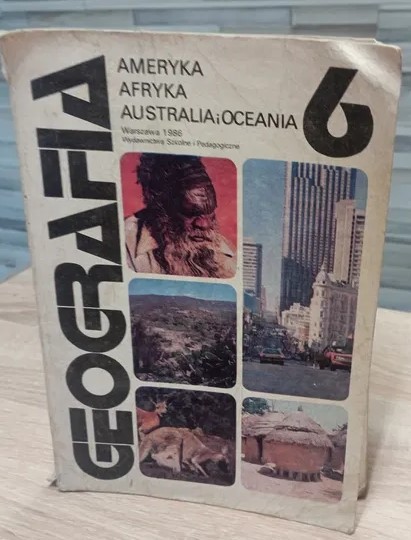 GEOGRAFIA
AMERYKA
AFRYKA
AUSTRALIA i OCEANIA
6
Warszawa 1986
Wydawnictwa Szkolne i Pedagogiczne